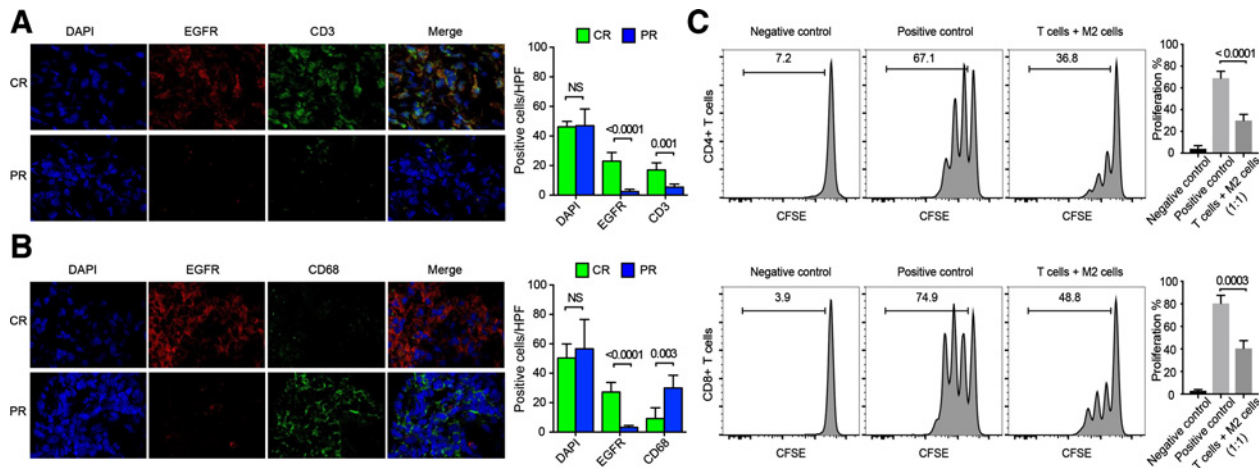 A
DAPI EGFR CD3 Merge
CR
PR
CR PR
Positive cells/HPF
100
80
60
40
20
0
NS
<0.0001
0.001
DAPI
EGFR
CD3
B
DAPI EGFR CD68 Merge
CR
PR
CR PR
Positive cells/HPF
100
80
60
40
20
0
NS
<0.0001
0.003
DAPI
EGFR
CD68
C
Negative control Positive control T cells + M2 cells
CD4+ T cells
7.2
67.1
36.8
CFSE CFSE CFSE
Proliferation %
100
80
60
40
20
0
< 0.0001
Negative control
Positive control
T cells + M2 cells
(1:1)
Negative control Positive control T cells + M2 cells
CD8+ T cells
3.9
74.9
48.8
CFSE CFSE CFSE
Proliferation %
100
80
60
40
20
0
0.0003
Negative control
Positive control
T cells + M2 cells
(1:1)